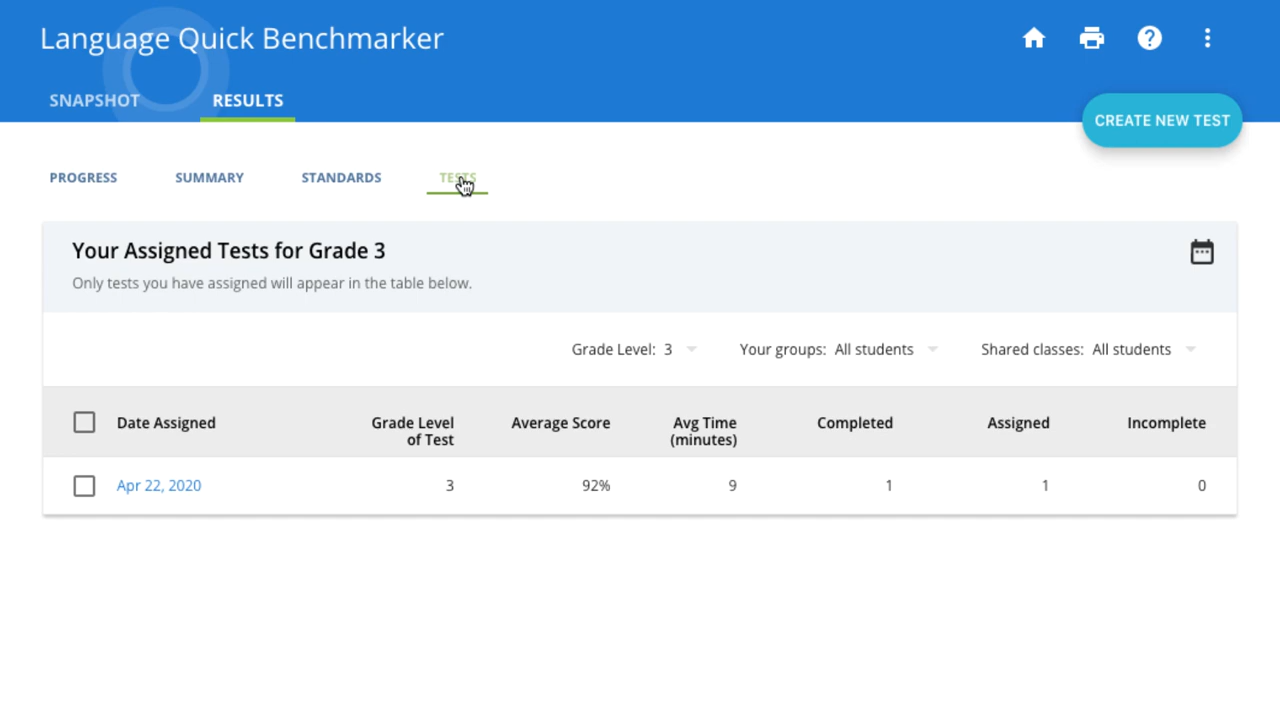 Language Quick Benchmarker
SNAPSHOT RESULTS
CREATE NEW TEST
PROGRESS SUMMARY STANDARDS TESTS
Your Assigned Tests for Grade 3
Only tests you have assigned will appear in the table below.
Grade Level: 3 Your groups: All students Shared classes: All students
Date Assigned Grade Level of Test Average Score Avg Time (minutes) Completed Assigned Incomplete
Apr 22, 2020 3 92% 9 1 1 0